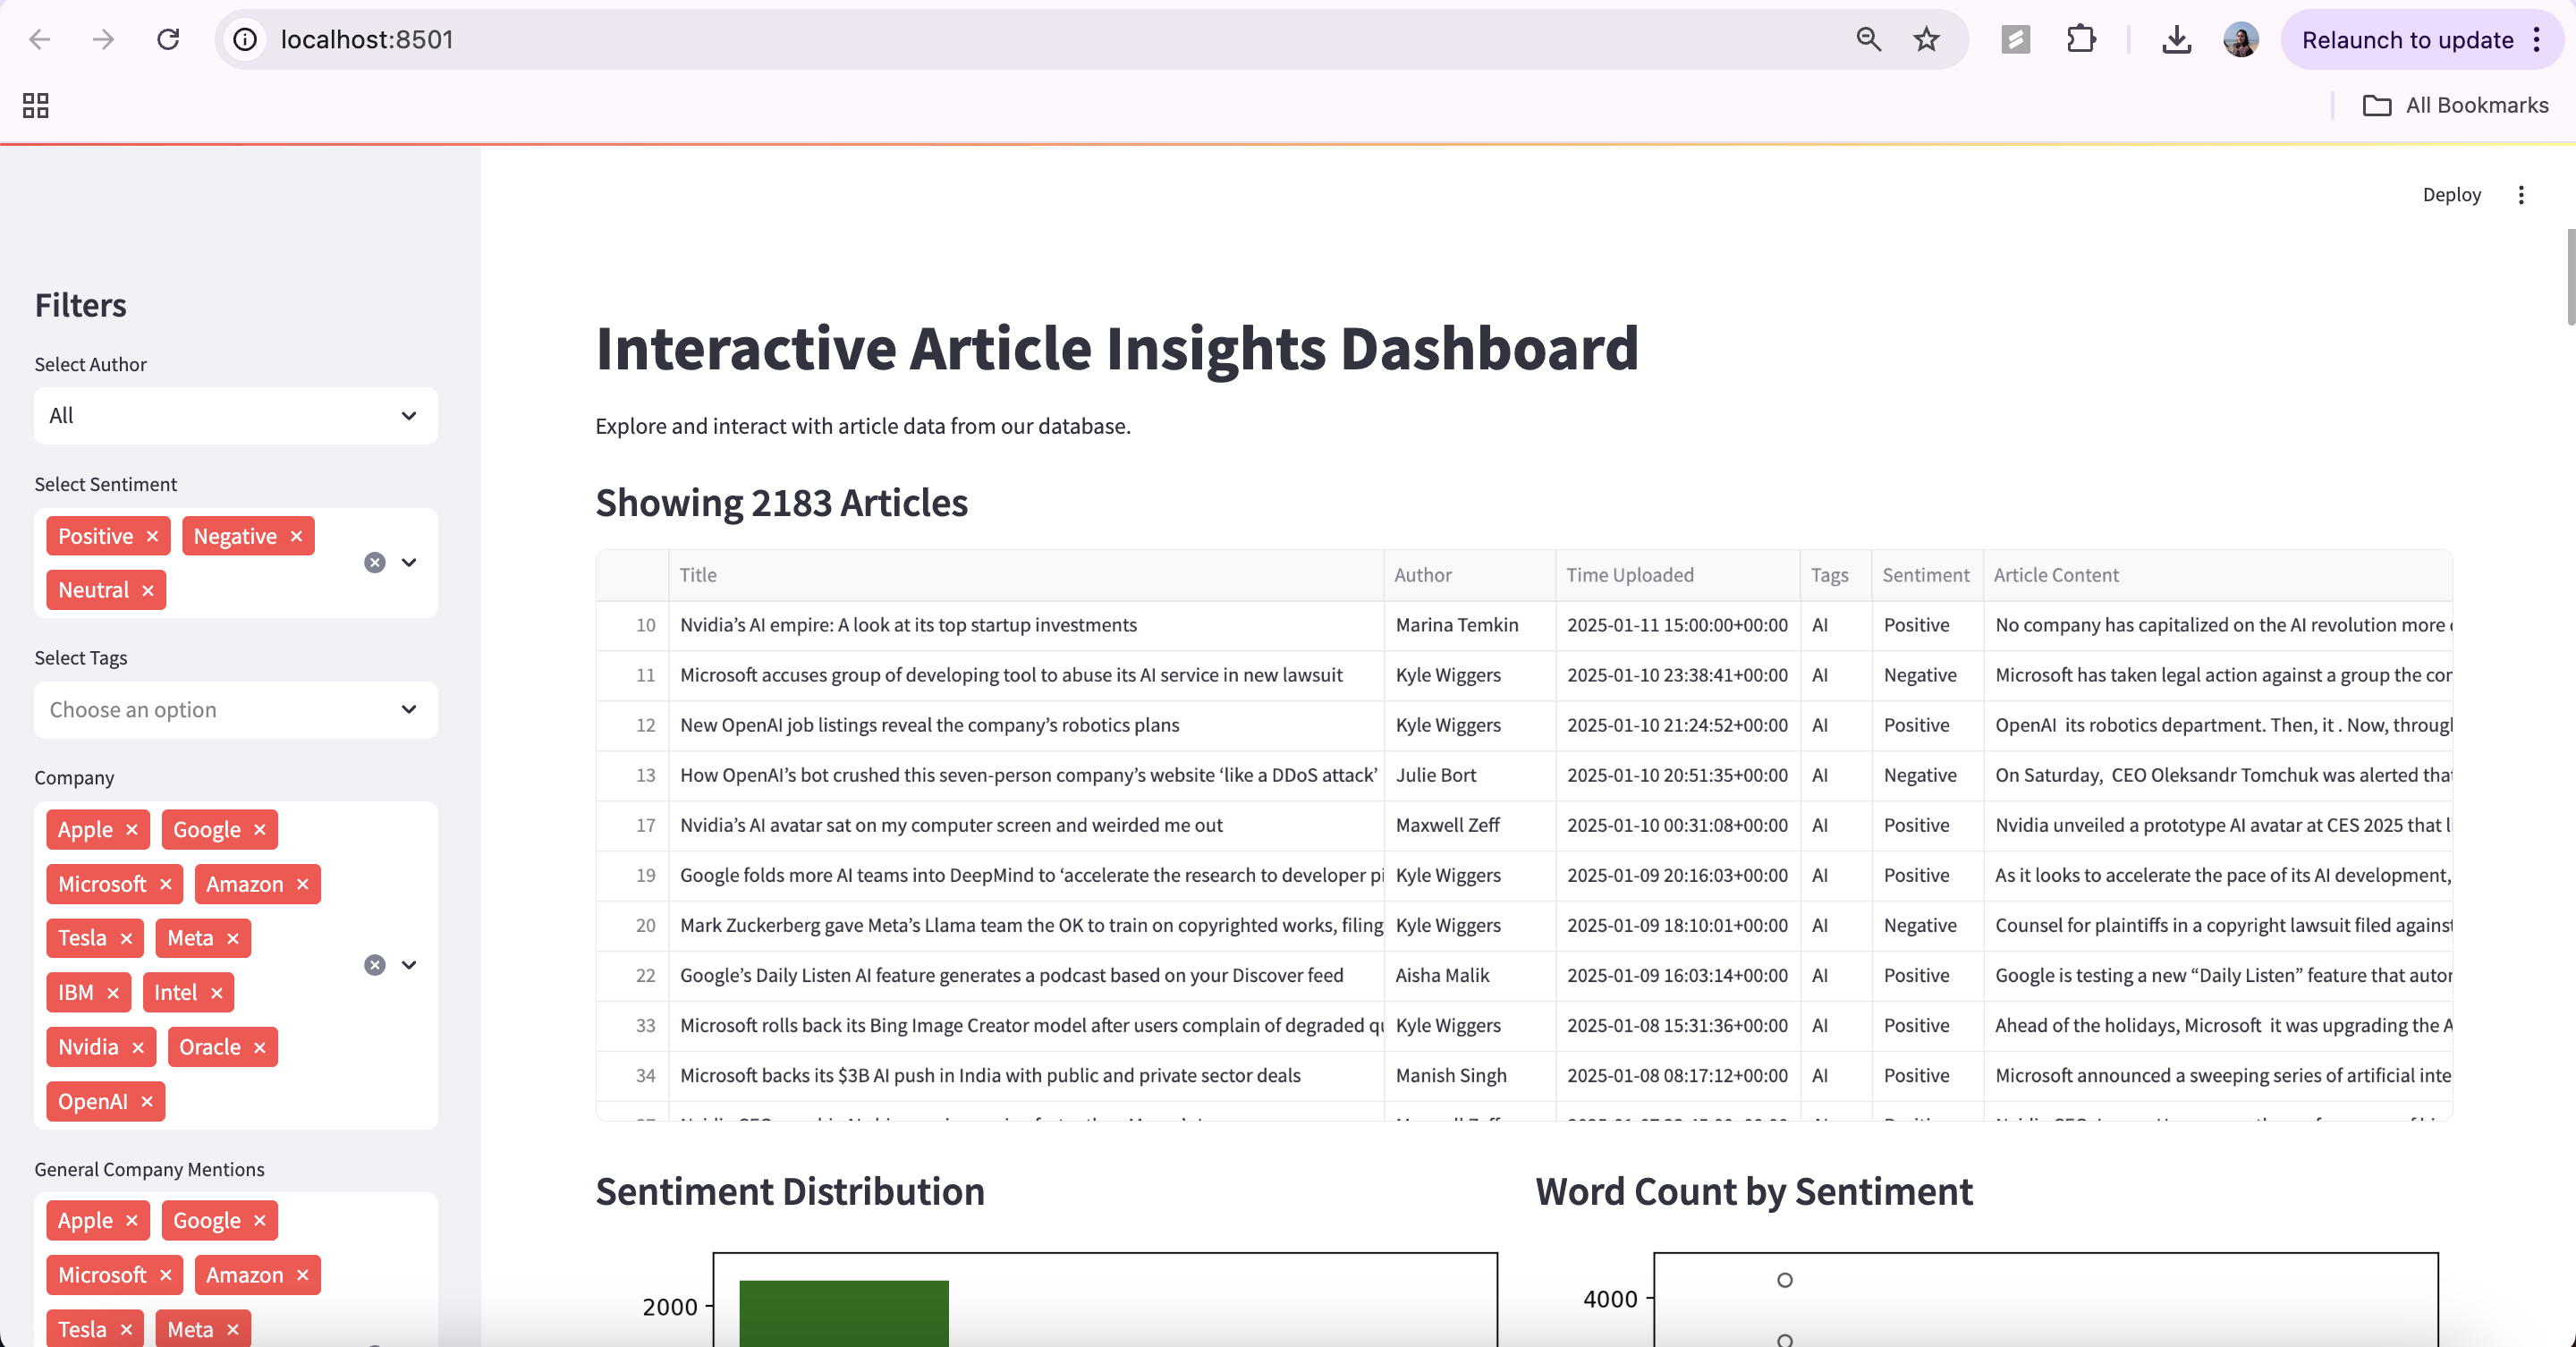 localhost:8501
Relaunch to update
All Bookmarks
Deploy
Filters
Select Author
All
Select Sentiment
Positive × Negative ×
Neutral ×
Select Tags
Choose an option
Company
Apple × Google ×
Microsoft × Amazon ×
Tesla × Meta ×
IBM × Intel ×
Nvidia × Oracle ×
OpenAI ×
General Company Mentions
Apple × Google ×
Microsoft × Amazon ×
Tesla × Meta ×
Interactive Article Insights Dashboard
Explore and interact with article data from our database.
Showing 2183 Articles
Title Author Time Uploaded Tags Sentiment Article Content
10 Nvidia’s AI empire: A look at its top startup investments Marina Temkin 2025-01-11 15:00:00+00:00 AI Positive No company has capitalized on the AI revolution more
11 Microsoft accuses group of developing tool to abuse its AI service in new lawsuit Kyle Wiggers 2025-01-10 23:38:41+00:00 AI Negative Microsoft has taken legal action against a group the
12 New OpenAI job listings reveal the company’s robotics plans Kyle Wiggers 2025-01-10 21:24:52+00:00 AI Positive OpenAI its robotics department. Then, it . Now, through
13 How OpenAI’s bot crushed this seven-person company’s website ‘like a DDoS attack’ Julie Bort 2025-01-10 20:51:35+00:00 AI Negative On Saturday, CEO Oleksandr Tomchuk was alerted that
17 Nvidia’s AI avatar sat on my computer screen and weirded me out Maxwell Zeff 2025-01-10 00:31:08+00:00 AI Positive Nvidia unveiled a prototype AI avatar at CES 2025 that
19 Google folds more AI teams into DeepMind to ‘accelerate the research to developer pi Kyle Wiggers 2025-01-09 20:16:03+00:00 AI Positive As it looks to accelerate the pace of its AI development,
20 Mark Zuckerberg gave Meta’s Llama team the OK to train on copyrighted works, filing Kyle Wiggers 2025-01-09 18:10:01+00:00 AI Negative Counsel for plaintiffs in a copyright lawsuit filed against
22 Google’s Daily Listen AI feature generates a podcast based on your Discover feed Aisha Malik 2025-01-09 16:03:14+00:00 AI Positive Google is testing a new “Daily Listen” feature that
33 Microsoft rolls back its Bing Image Creator model after users complain of degraded Kyle Wiggers 2025-01-08 15:31:36+00:00 AI Positive Ahead of the holidays, Microsoft it was upgrading the
34 Microsoft backs its $3B AI push in India with public and private sector deals Manish Singh 2025-01-08 08:17:12+00:00 AI Positive Microsoft announced a sweeping series of artificial inte
Sentiment Distribution
Word Count by Sentiment
2000
4000